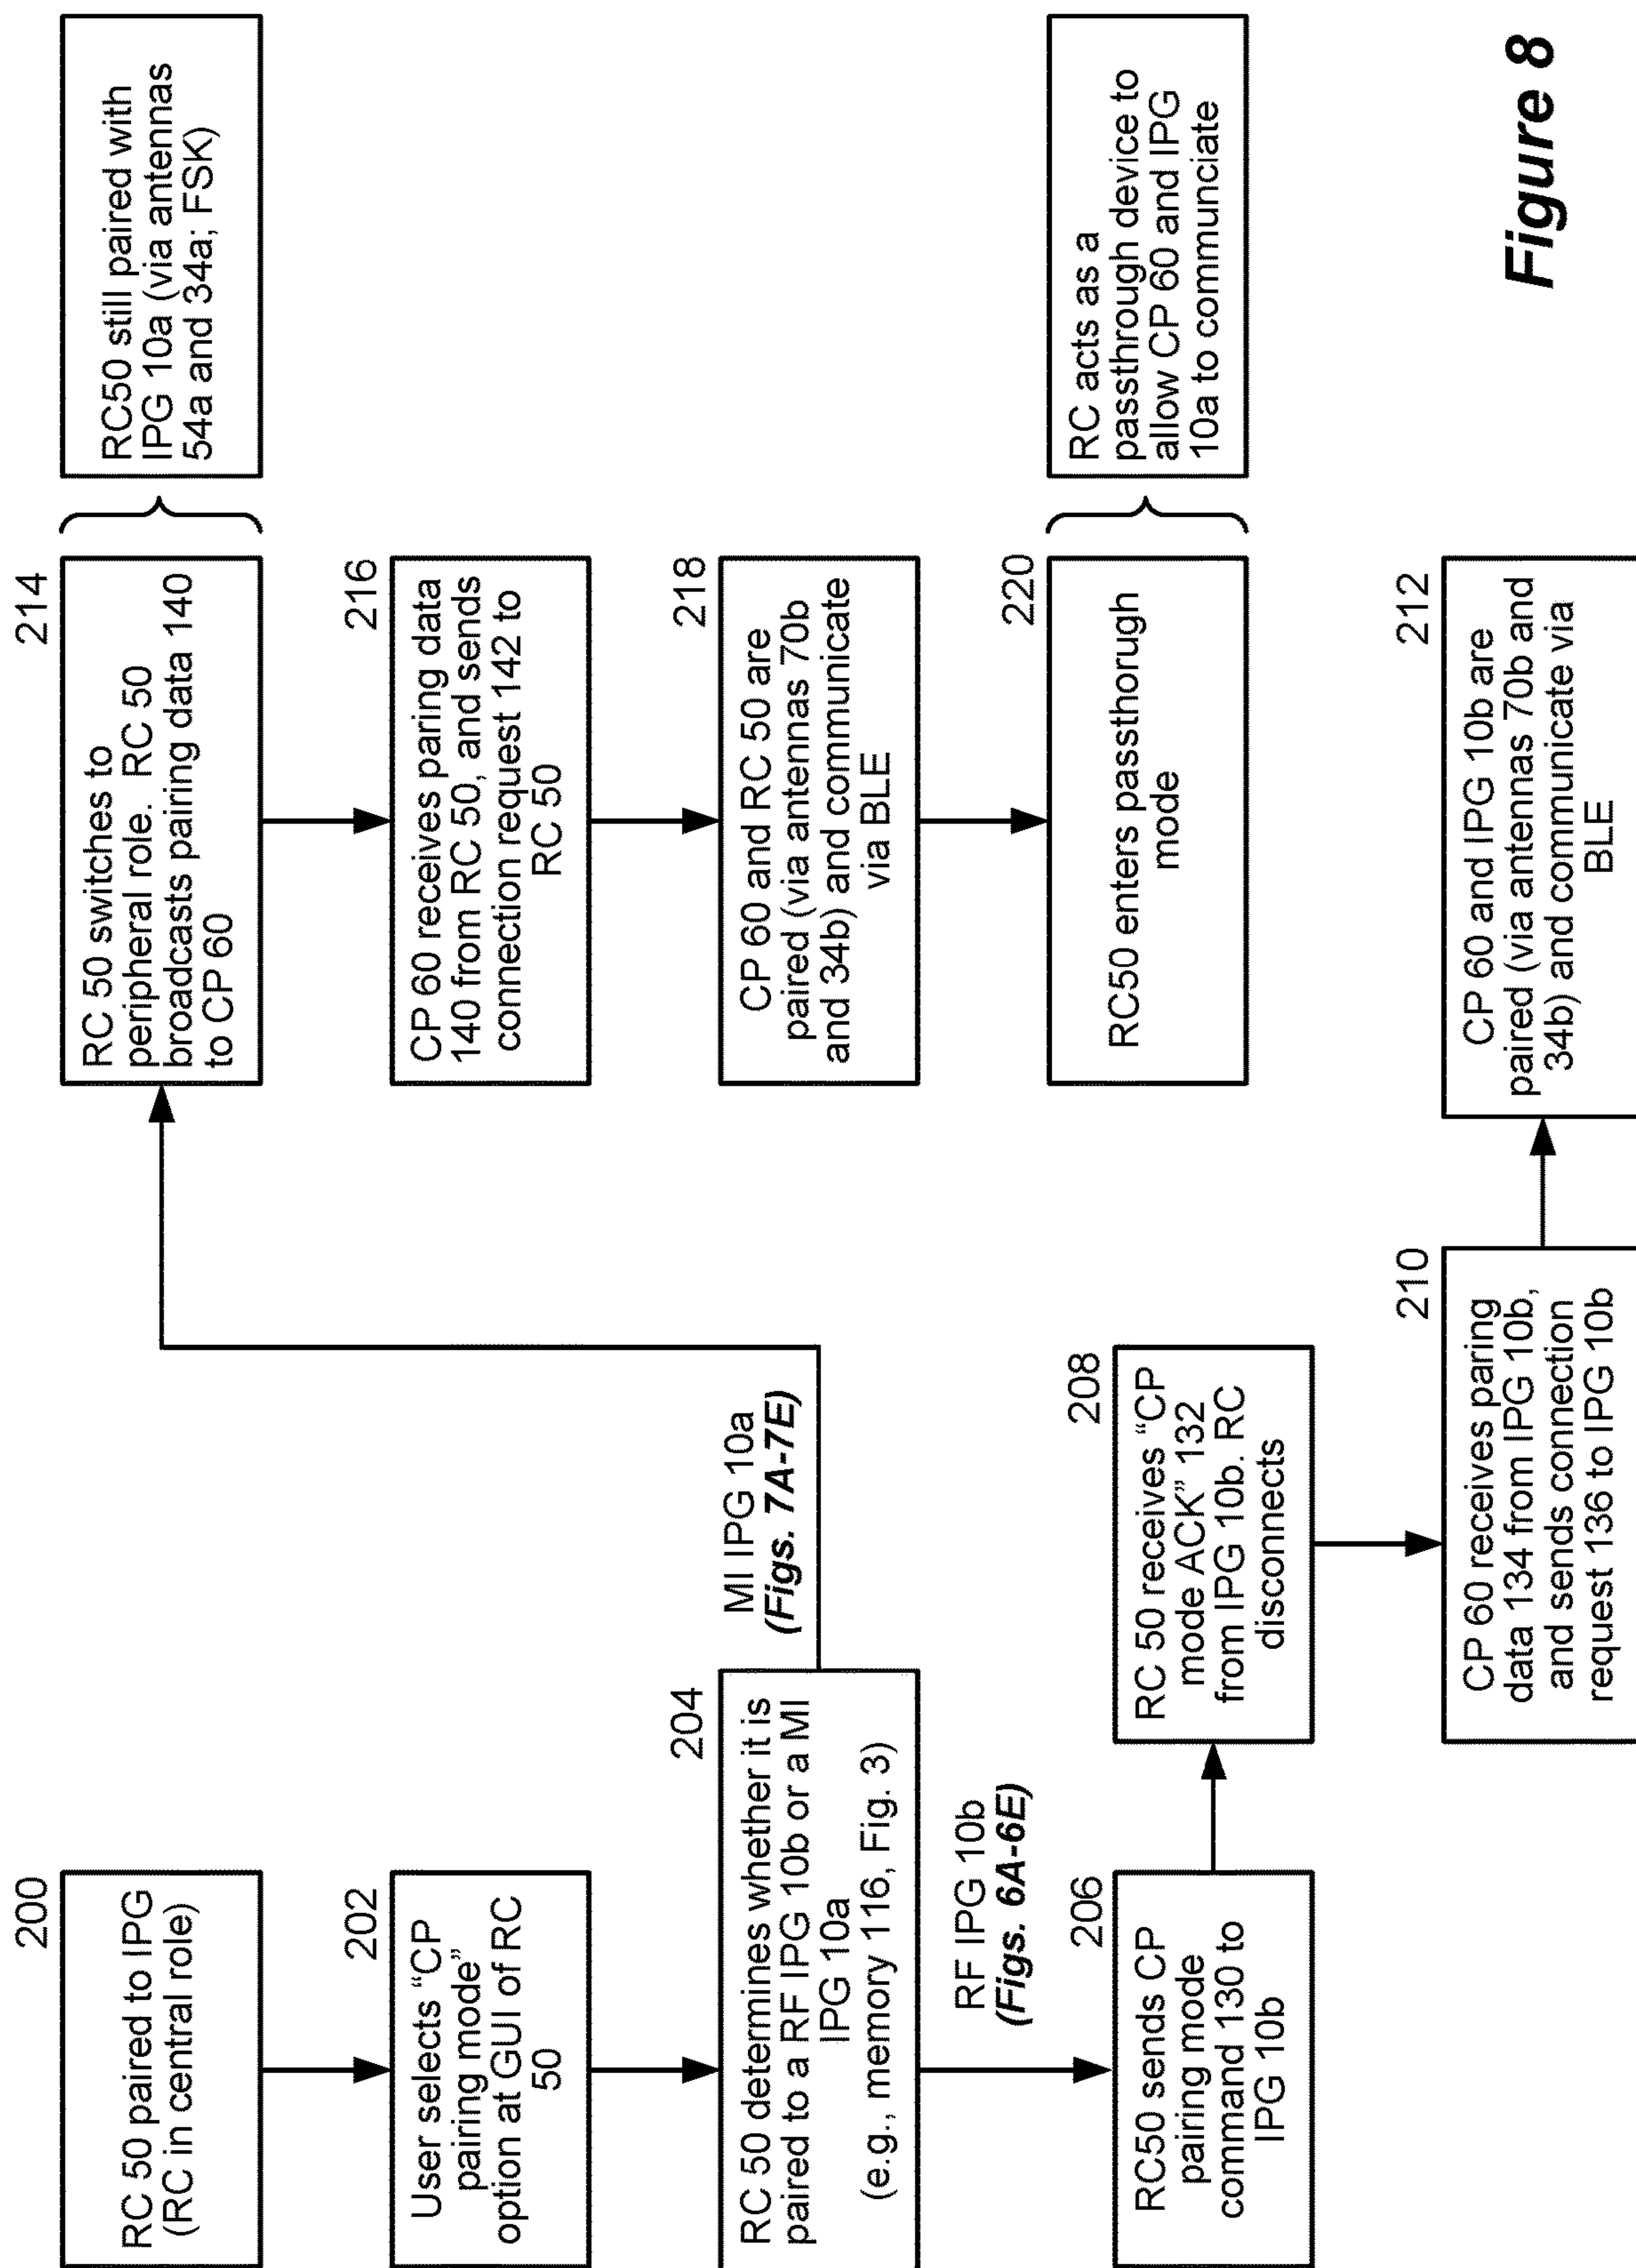 200
RC 50 paired to IPG
(RC in central role)
202
User selects “CP
pairing mode”
option at GUI of RC
50
204
RC 50 determines whether it is
paired to a RF IPG 10b or a MI
IPG 10a
(e.g., memory 116, Fig. 3)
MI IPG 10a
(Figs. 7A-7E)
RF IPG 10b
(Figs. 6A-6E)
206
RC50 sends CP
pairing mode
command 130 to
IPG 10b
208
RC 50 receives “CP
mode ACK” 132
from IPG 10b. RC
disconnects
210
CP 60 receives paring
data 134 from IPG 10b,
and sends connection
request 136 to IPG 10b
212
CP 60 and IPG 10b are
paired (via antennas 70b and
34b) and communicate via
BLE
214
RC 50 switches to
peripheral role. RC 50
broadcasts pairing data 140
to CP 60
RC50 still paired with
IPG 10a (via antennas
54a and 34a; FSK)
216
CP 60 receives paring data
140 from RC 50, and sends
connection request 142 to
RC 50
218
CP 60 and RC 50 are
paired (via antennas 70b
and 34b) and communicate
via BLE
220
RC50 enters passthorugh
mode
RC acts as a
passthrough device to
allow CP 60 and IPG
10a to communciate
Figure 8